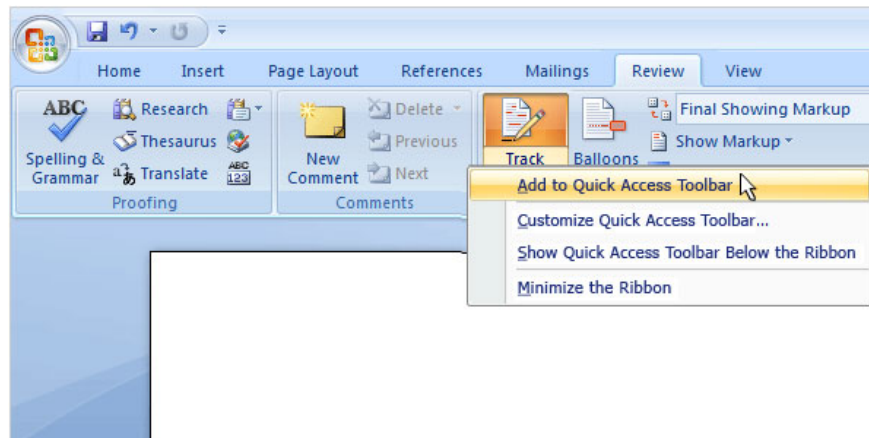 Home Insert Page Layout References Mailings Review View
ABC
Spelling &
Grammar
Research
Thesaurus
Translate
ABC
123
Proofing
New
Comment
Delete
Previous
Next
Comments
Track
Balloons
Final Showing Markup
Show Markup
Add to Quick Access Toolbar
Customize Quick Access Toolbar...
Show Quick Access Toolbar Below the Ribbon
Minimize the Ribbon